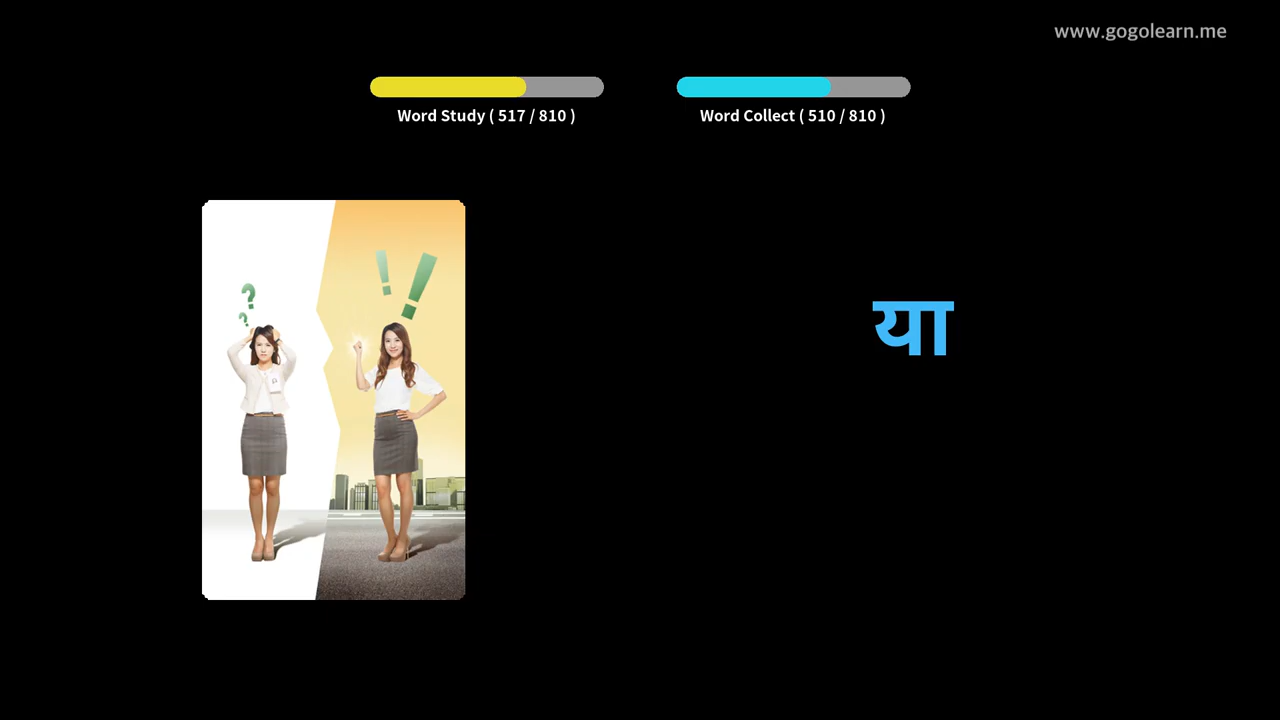 www.gogolearn.me
Word Study ( 517 / 810 )
Word Collect ( 510 / 810 )
? ?
! !
या